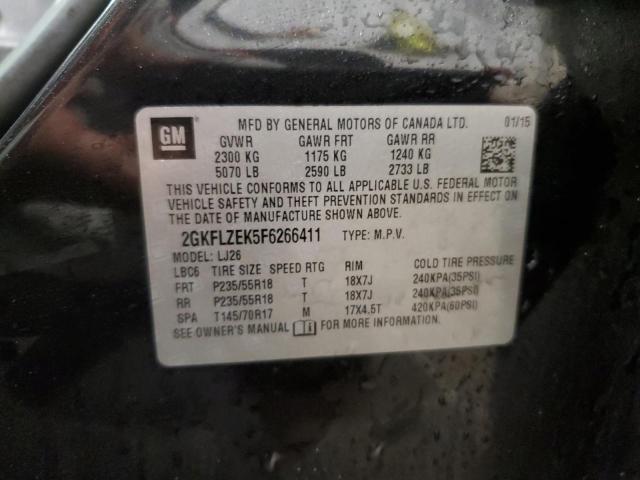 GM
MFD BY GENERAL MOTORS OF CANADA LTD. 01/15
GVWR GAWR FRT GAWR RR
2300 KG 1175 KG 1240 KG
5070 LB 2590 LB 2733 LB
THIS VEHICLE CONFORMS TO ALL APPLICABLE U.S. FEDERAL MOTOR
VEHICLE SAFETY AND THEFT PREVENTION STANDARDS IN EFFECT ON
THE DATE OF MANUFACTURE SHOWN ABOVE.
2GKFLZEK5F6266411 TYPE: M.P.V.
MODEL: LJ26
LBC6 TIRE SIZE SPEED RTG RIM COLD TIRE PRESSURE
FRT P235/55R18 T 18X7J 240KPA(35PSI)
RR P235/55R18 T 18X7J 240KPA(35PSI)
SPA T145/70R17 M 17X4.5T 420KPA(60PSI)
SEE OWNER'S MANUAL FOR MORE INFORMATION.